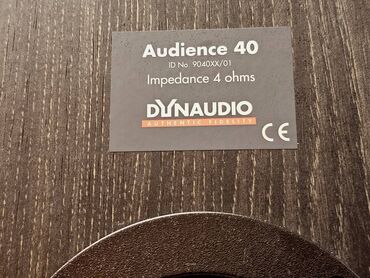 Audience 40
ID No. 9040XX/01
Impedance 4 ohms
DYNAUDIO
AUTHENTIC FIDELITY
CE